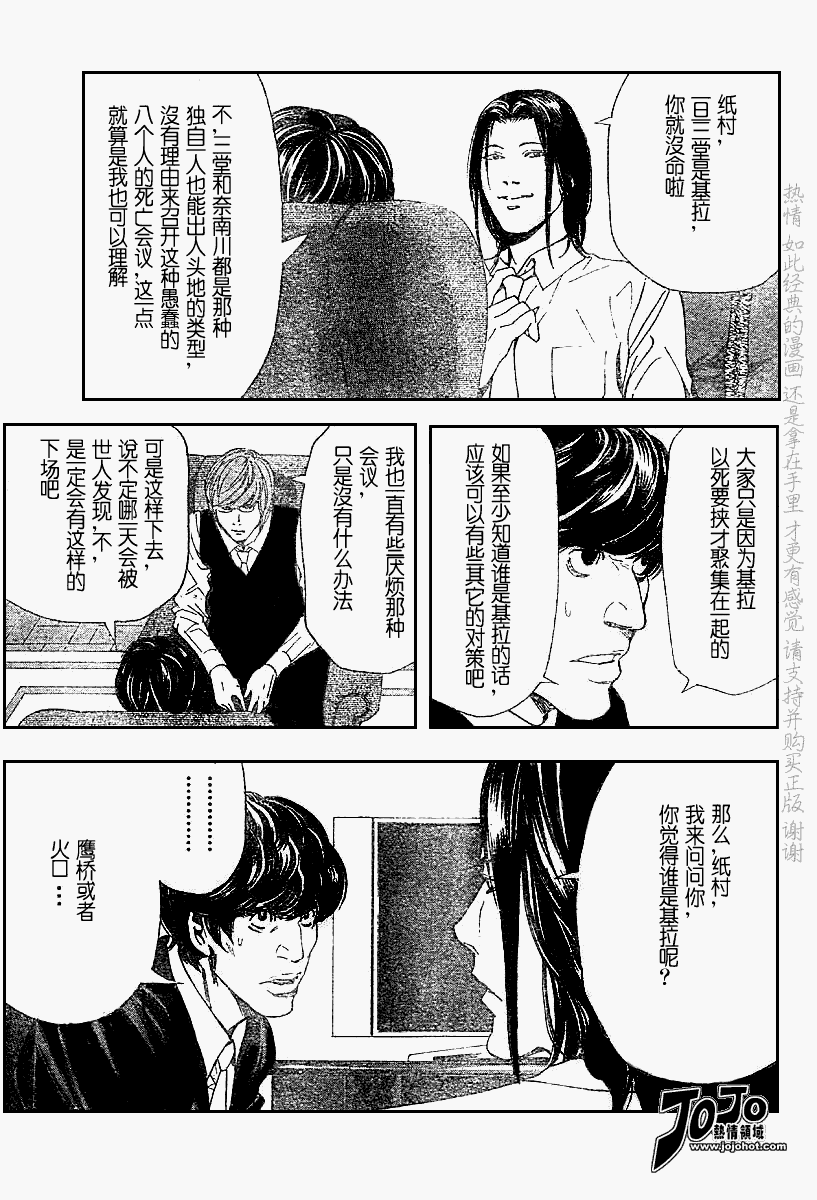 纸村,
一旦三堂是基拉,
你就沒命啦
不,三堂和奈南川都是那种
独自一人也能出人头地的类型,
沒有理由来召开这种愚蠢的
八个人的死亡会议,这一点
就算是我也可以理解
大家只是因为基拉
以死要挟才聚集在一起的
如果至少知道谁是基拉的话,
应该可以有些其它的对策吧
我也一直有些厌烦那种
会议,
只是沒有什么办法
可是这样下去,
说不定哪一天会被
世人发现,不,
是一定会有这样的
下场吧
那么,纸村,
我来问问你,
你觉得谁是基拉呢?
………………
鹰桥或者
火口…
热情 如此经典的漫画 还是拿在手里 才更有感觉 请支持并购买正版 谢谢
JOJO
熱情領域
www.jojohot.com